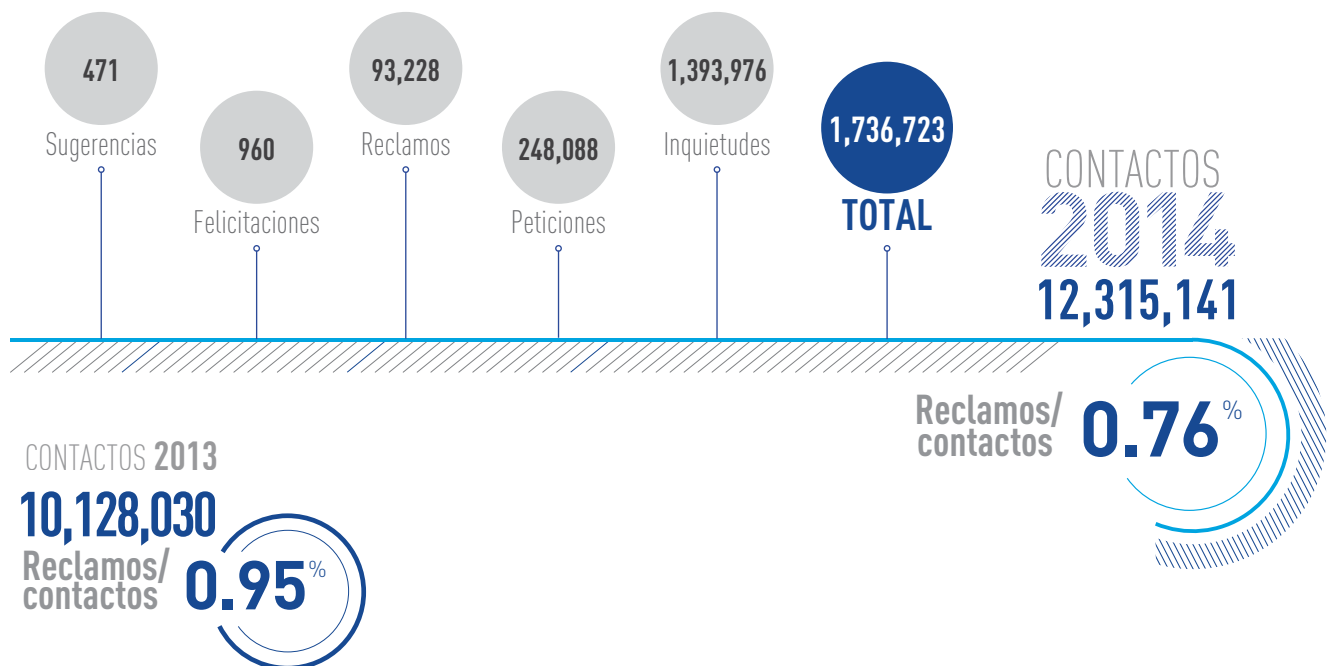 471
Sugerencias
960
Felicitaciones
93,228
Reclamos
248,088
Peticiones
1,393,976
Inquietudes
1,736,723
TOTAL
CONTACTOS
2014
12,315,141
Reclamos/
contactos
0.76%
CONTACTOS 2013
10,128,030
Reclamos/
contactos
0.95%